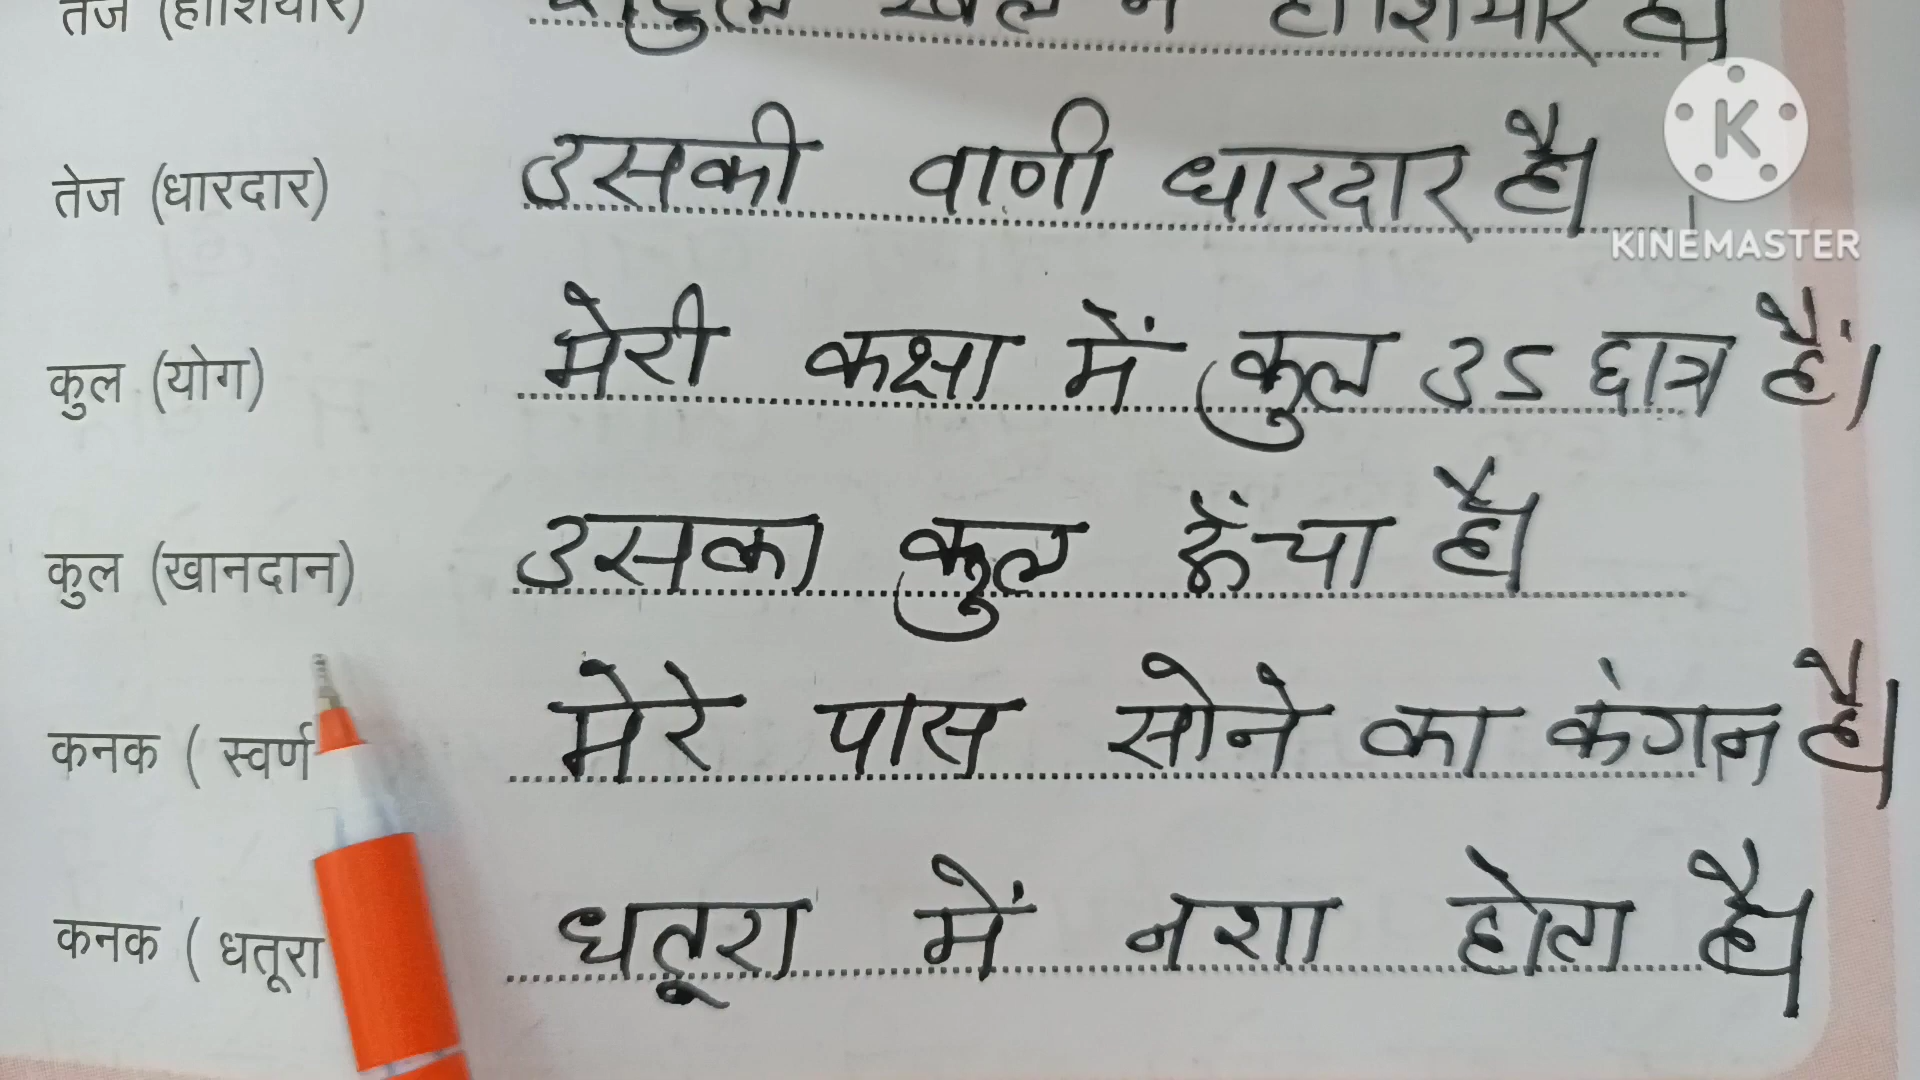 तेज (होशियार) राहुल खेल में होशियार है।
तेज (धारदार) उसकी वाणी धारदार है।
कुल (योग) मेरी कक्षा में कुल 35 छात्र हैं।
कुल (खानदान) उसका कुल ऊँचा है।
कनक ( स्वर्ण मेरे पास सोने का कंगन है।
कनक ( धतूरा धतूरा में नशा होता है।
K
KINEMASTER